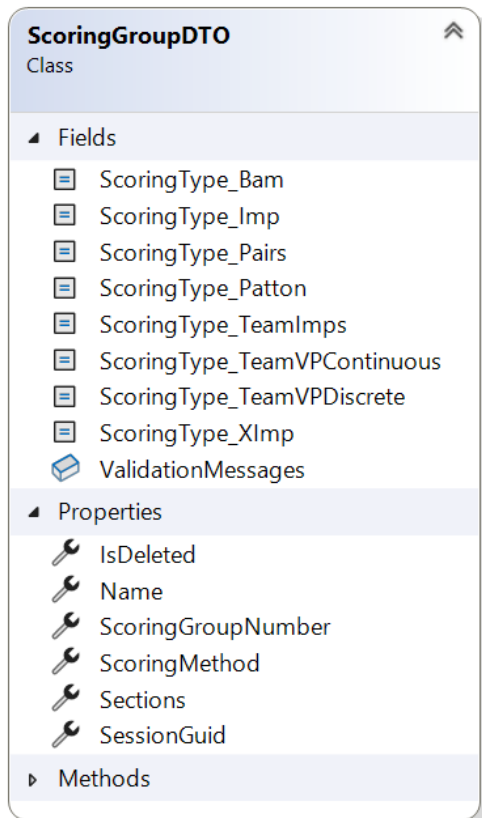 ScoringGroupDTO
Class
Fields
ScoringType_Bam
ScoringType_Imp
ScoringType_Pairs
ScoringType_Patton
ScoringType_TeamImps
ScoringType_TeamVPContinuous
ScoringType_TeamVPDiscrete
ScoringType_XImp
ValidationMessages
Properties
IsDeleted
Name
ScoringGroupNumber
ScoringMethod
Sections
SessionGuid
Methods